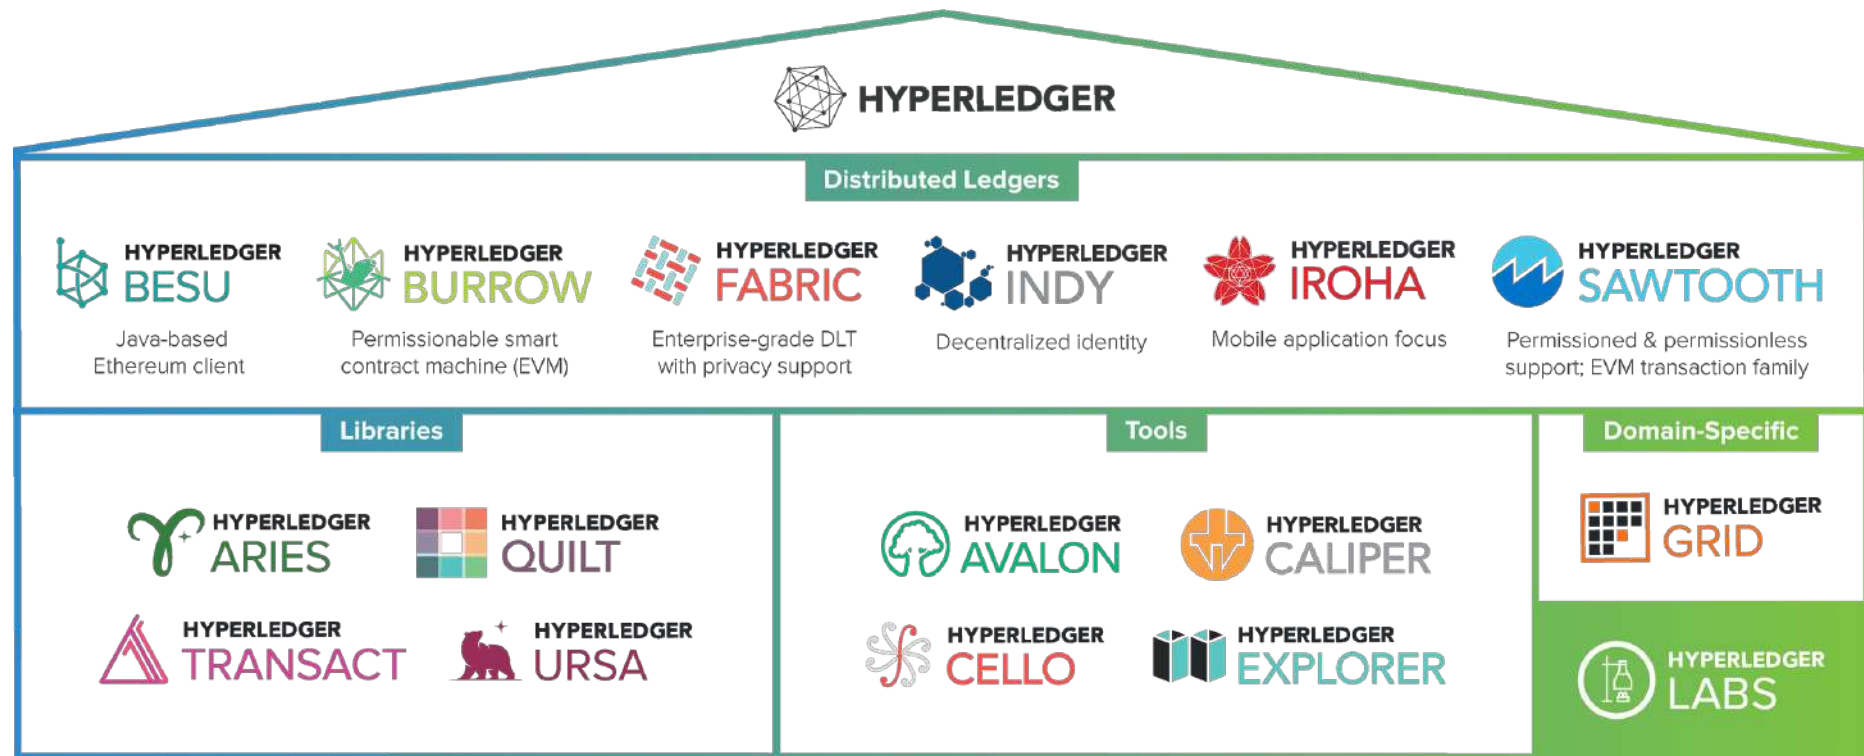 HYPERLEDGER
Distributed Ledgers
HYPERLEDGER
BESU
Java-based
Ethereum client
HYPERLEDGER
BURROW
Permissionable smart
contract machine (EVM)
HYPERLEDGER
FABRIC
Enterprise-grade DLT
with privacy support
HYPERLEDGER
INDY
Decentralized identity
HYPERLEDGER
IROHA
Mobile application focus
HYPERLEDGER
SAWTOOTH
Permissioned & permissionless
support; EVM transaction family
Libraries
HYPERLEDGER
ARIES
HYPERLEDGER
QUILT
HYPERLEDGER
TRANSACT
HYPERLEDGER
URSA
Tools
HYPERLEDGER
AVALON
HYPERLEDGER
CALIPER
HYPERLEDGER
CELLO
HYPERLEDGER
EXPLORER
Domain-Specific
HYPERLEDGER
GRID
HYPERLEDGER
LABS